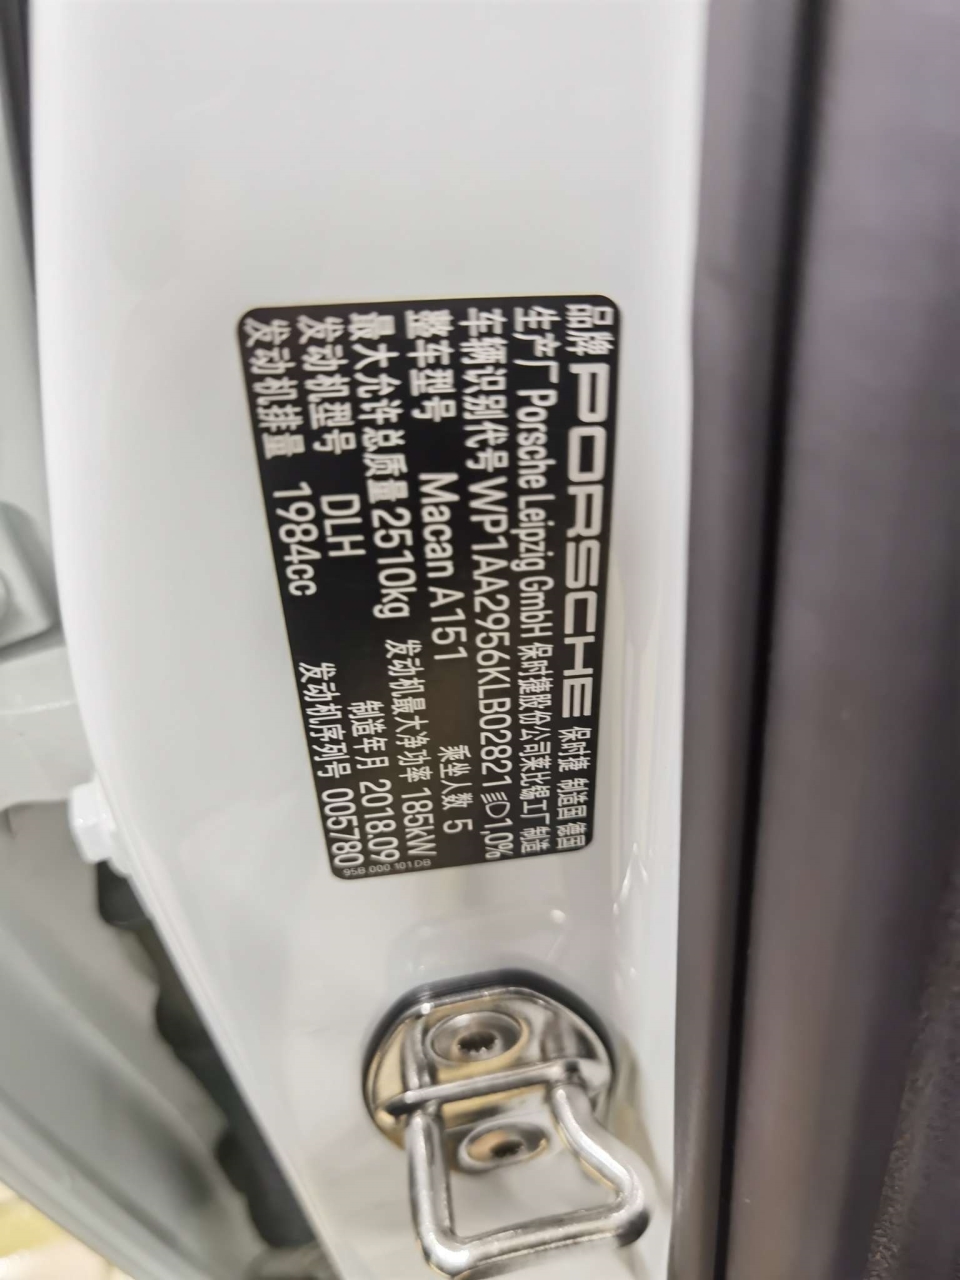 品牌 PORSCHE 保时捷 制造国 德国
生产厂 Porsche Leipzig GmbH 保时捷股份公司莱比锡工厂 制造
车辆识别代号 WP1AA2956KLB02821 1,0%
整车型号 Macan A151 乘坐人数 5
最大允许总质量 2510kg 发动机最大净功率 185kW
发动机型号 DLH 制造年月 2018.09
发动机排量 1984cc 发动机序列号 005780
95B.000.101.DB